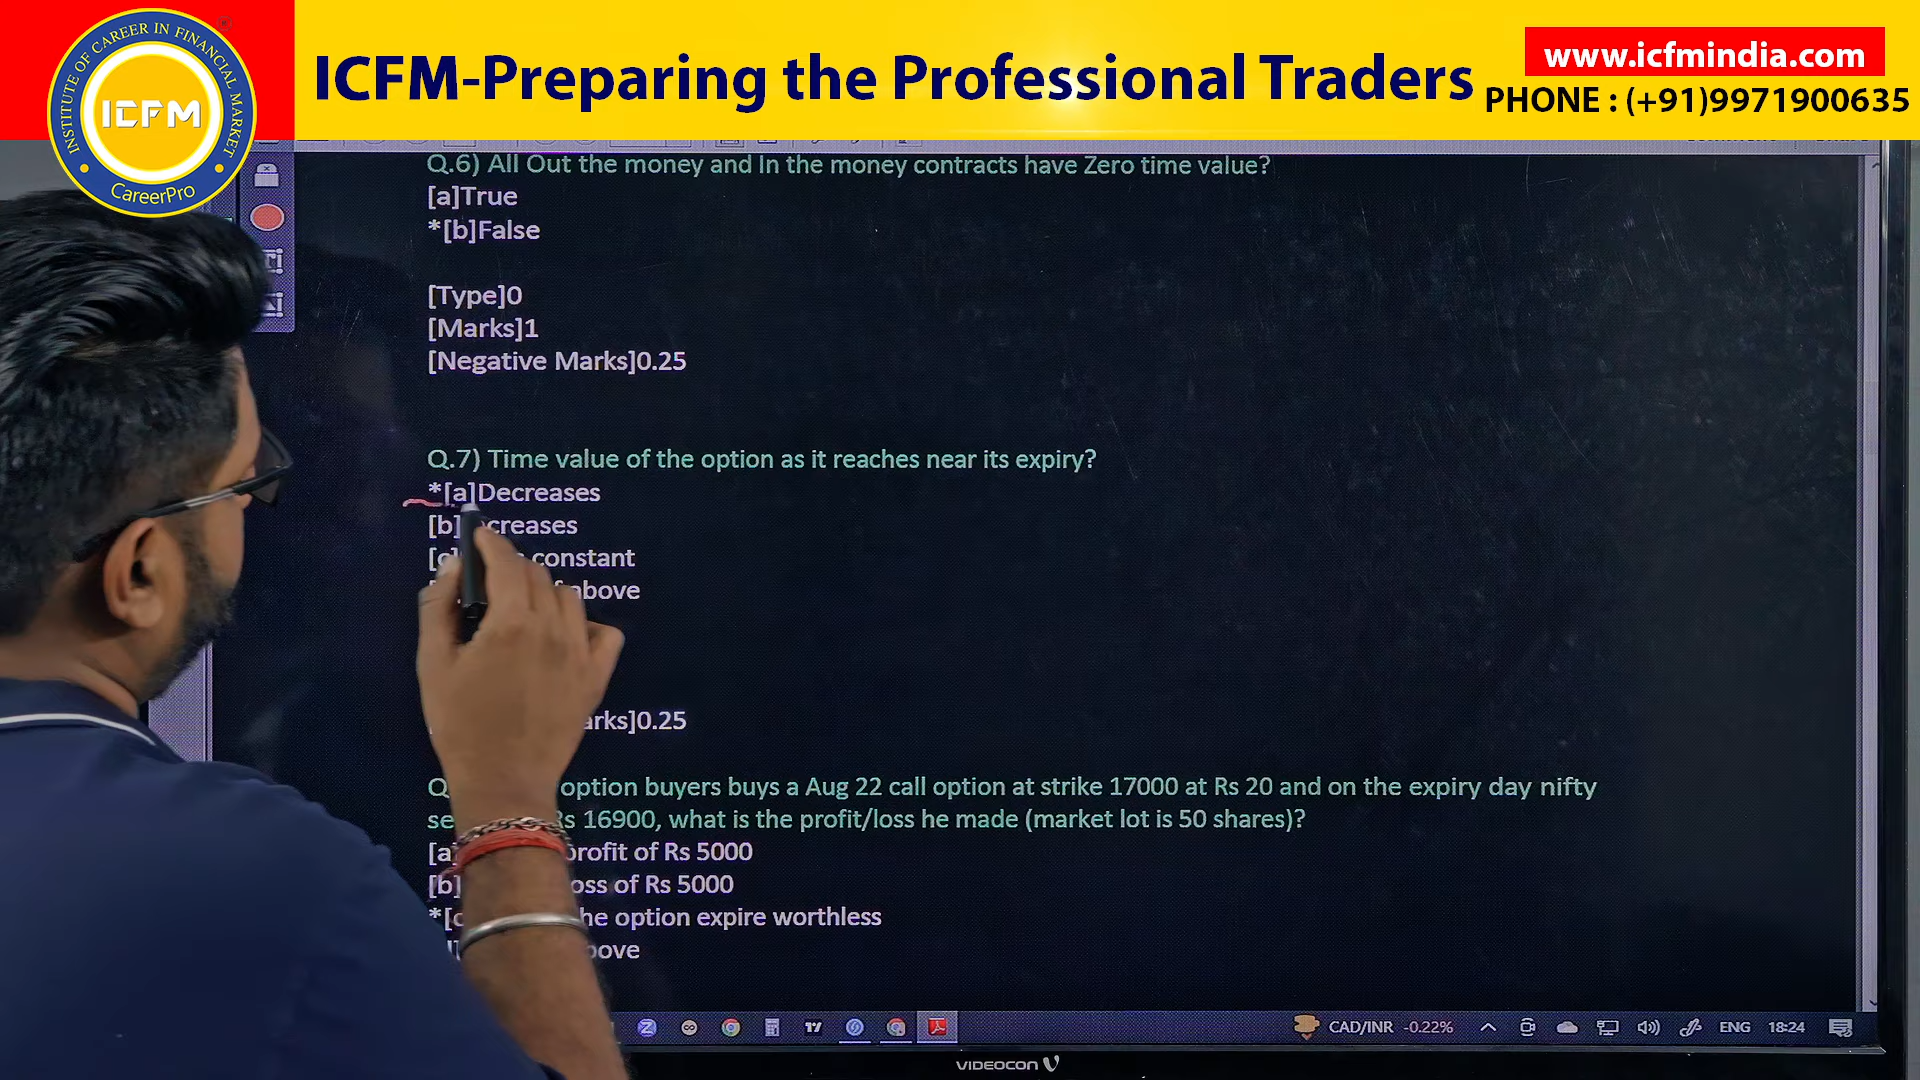 INSTITUTE OF CAREER IN FINANCIAL MARKET
ICFM
CareerPro
ICFM-Preparing the Professional Traders
www.icfmindia.com
PHONE : (+91)9971900635
Q.6) All Out the money and In the money contracts have Zero time value?
[a]True
*[b]False
[Type]0
[Marks]1
[Negative Marks]0.25
Q.7) Time value of the option as it reaches near its expiry?
*[a]Decreases
[b] creases
constant
above
]0.25
option buyers buys a Aug 22 call option at strike 17000 at Rs 20 and on the expiry day nifty
16900, what is the profit/loss he made (market lot is 50 shares)?
[a] profit of Rs 5000
[b] of Rs 5000
option expire worthless
CAD/INR -0.22%
ENG
18:24
VIDEOCON